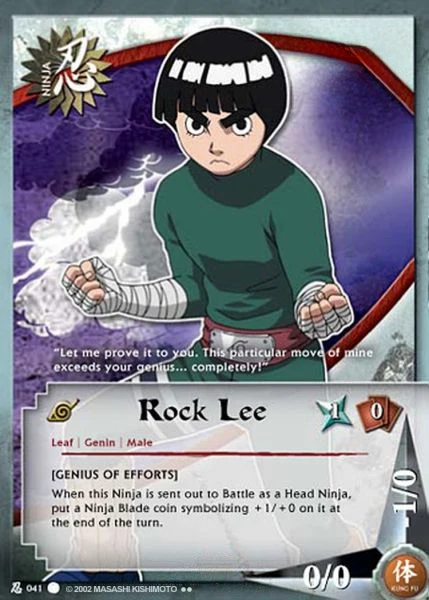 忍
NINJA
"Let me prove it to you. This particular move of mine
exceeds your genius... completely!"
Rock Lee
1
0
Leaf | Genin | Male
[GENIUS OF EFFORTS]
When this Ninja is sent out to Battle as a Head Ninja,
put a Ninja Blade coin symbolizing +1/+0 on it at
the end of the turn.
-1/0
0/0
体
KUNG FU
忍 041 © 2002 MASASHI KISHIMOTO